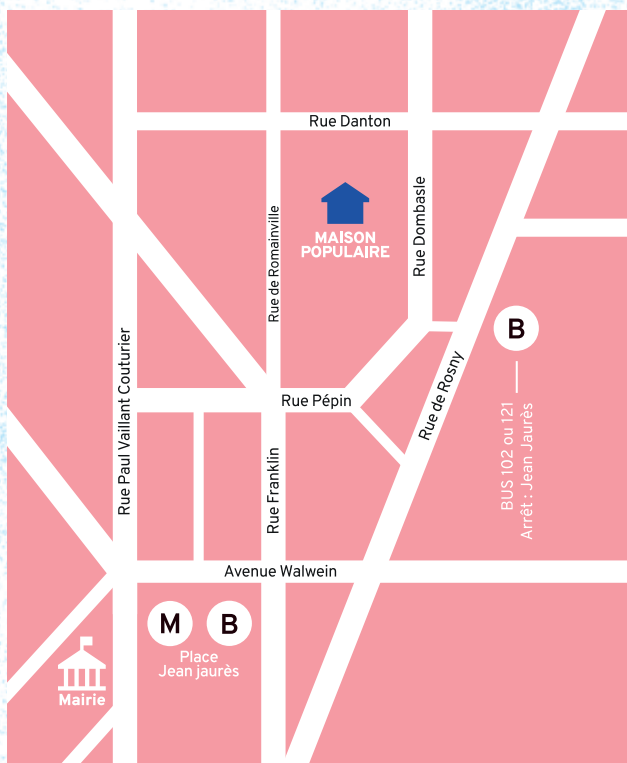 Rue Danton
Rue Dombasle
Rue de Romainville
MAISON
POPULAIRE
B
BUS 102 ou 121
Arrêt : Jean Jaurès
Rue Paul Vaillant Couturier
Rue de Rosny
Rue Pépin
Rue Franklin
Avenue Walwein
M B
Place
Jean jaurès
Mairie